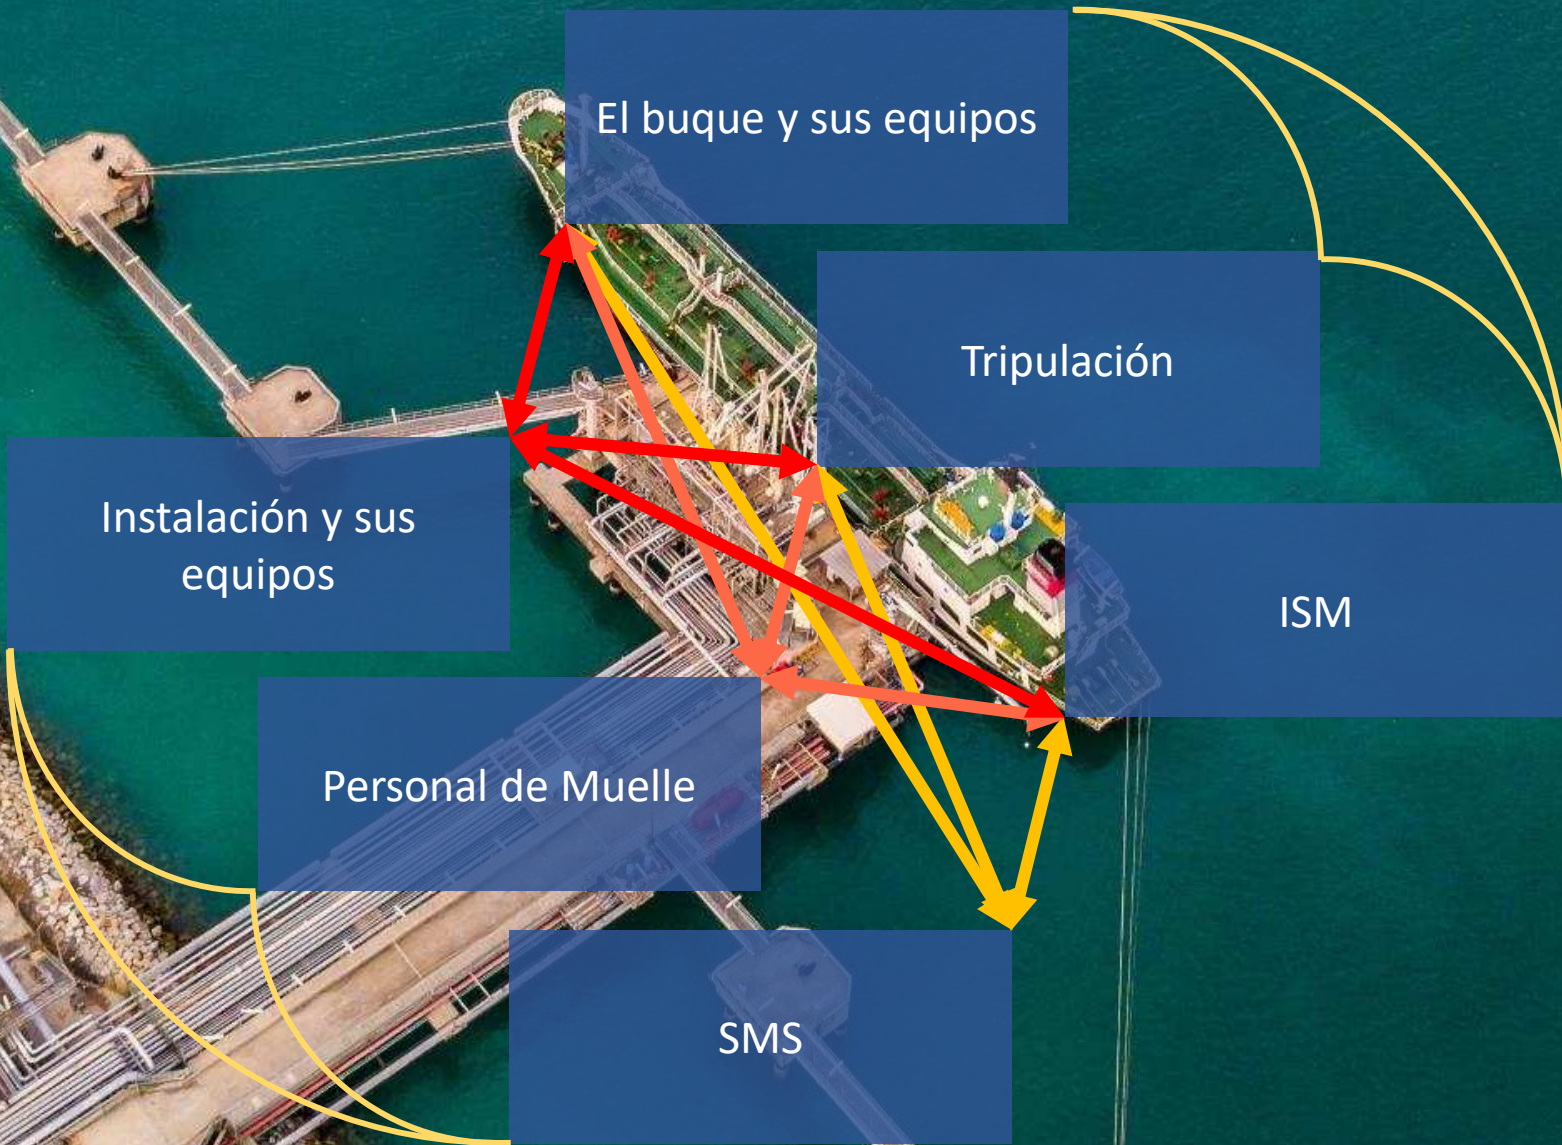 El buque y sus equipos
Tripulación
Instalación y sus
equipos
ISM
Personal de Muelle
SMS